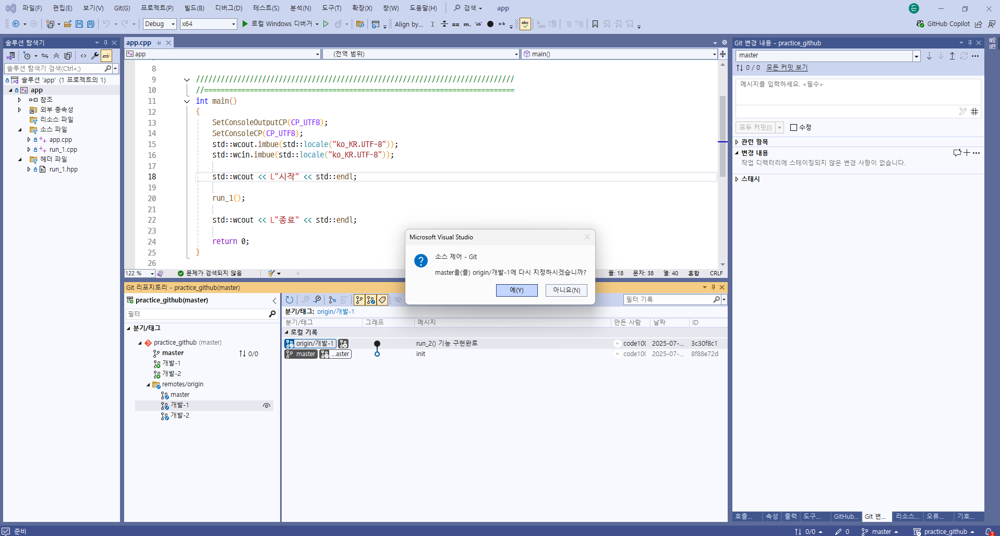 파일(F) 편집(E) 보기(V) Git(G) 프로젝트(P) 빌드(B) 디버그(D) 테스트(S) 분석(N) 도구(T) 확장(X) 창(W) 도움말(H) 검색 app
Debug x64 로컬 Windows 디버거 Align by... GitHub Copilot
솔루션 탐색기
솔루션 탐색기 검색(Ctrl+;)
솔루션 'app' (1 프로젝트의 1)
app
참조
외부 종속성
리소스 파일
소스 파일
app.cpp
run_1.cpp
헤더 파일
run_1.hpp
app.cpp
app (전역 범위) main()
8
9 /////////////////////////////////////////////////////////////////////////////
10 //===========================================================================
11 int main()
12 {
13 SetConsoleOutputCP(CP_UTF8);
14 SetConsoleCP(CP_UTF8);
15 std::wcout.imbue(std::locale("ko_KR.UTF-8"));
16 std::wcin.imbue(std::locale("ko_KR.UTF-8"));
17
18 std::wcout << L"시작" << std::endl;
19
20 run_1();
21
22 std::wcout << L"종료" << std::endl;
23
24 return 0;
25 }
26
122 % 문제가 검색되지 않음 줄: 18 문자: 38 열: 40 혼합 CRLF
Microsoft Visual Studio
소스 제어 - Git
master을(를) origin/개발-1에 다시 지정하시겠습니까?
예(Y) 아니요(N)
Git 리포지토리 - practice_github(master)
practice_github(master)
필터
분기/태그
practice_github (master)
master 0/0
개발-1
개발-2
remotes/origin
master
개발-1
개발-2
필터 기록
분기/태그: origin/개발-1
분기/태그 그래프 메시지 만든 사람 날짜 ID
로컬 기록
origin/개발-1 run_2() 기능 구현완료 code10( 2025-07-... 3c30f8c1
master ...aster init code10( 2025-07-... 8f88e72d
Git 변경 내용 - practice_github
master
0 / 0 모든 커밋 보기
메시지를 입력하세요. <필수>
모두 커밋(I) 수정
관련 항목
변경 내용
작업 디렉터리에 스테이징되지 않은 변경 사항이 없습니다.
스태시
호출... 속성 출력 도구... GitHub... Git 변... 리소스... 오류... 기호...
알림
준비 0/0 0 master practice_github 3